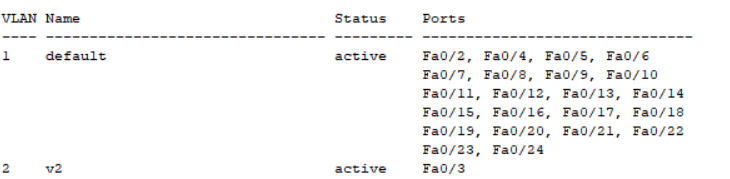 VLAN Name                             Status    Ports
---- -------------------------------- --------- -------------------------------
1    default                          active    Fa0/2, Fa0/4, Fa0/5, Fa0/6
                                                Fa0/7, Fa0/8, Fa0/9, Fa0/10
                                                Fa0/11, Fa0/12, Fa0/13, Fa0/14
                                                Fa0/15, Fa0/16, Fa0/17, Fa0/18
                                                Fa0/19, Fa0/20, Fa0/21, Fa0/22
                                                Fa0/23, Fa0/24
2    v2                               active    Fa0/3